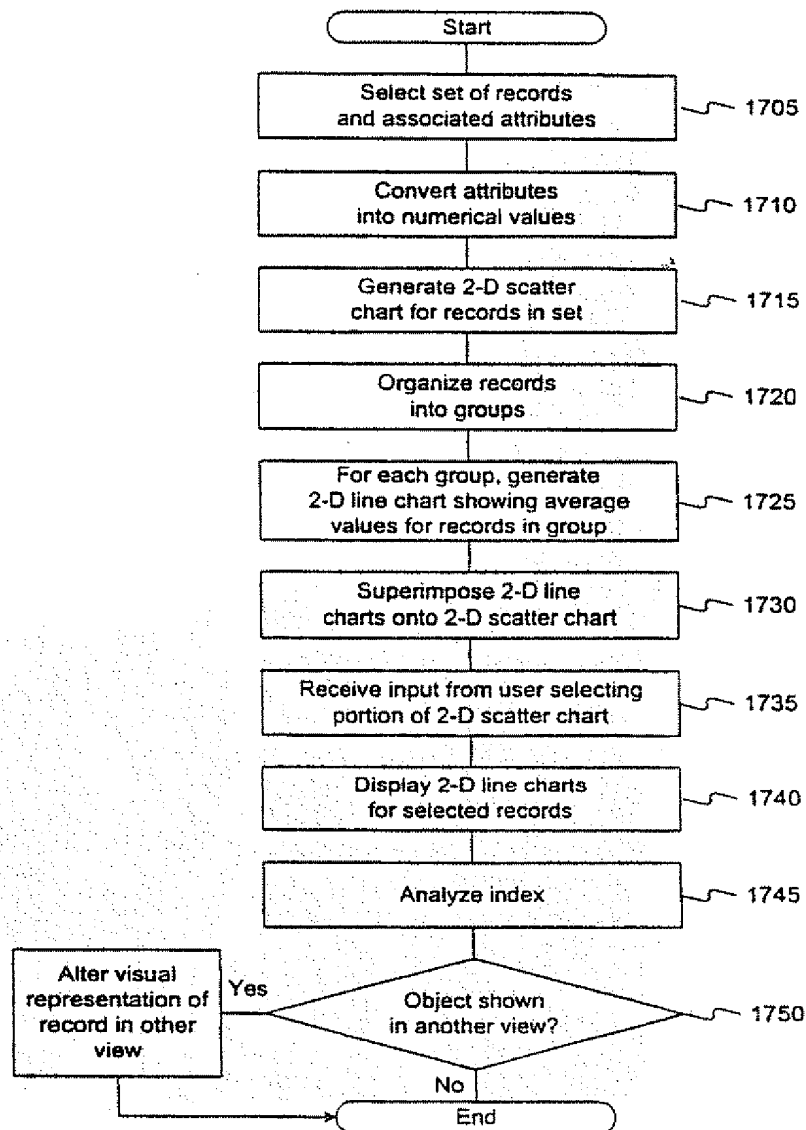 Start
Select set of records
and associated attributes
1705
Convert attributes
into numerical values
1710
Generate 2-D scatter
chart for records in set
1715
Organize records
into groups
1720
For each group, generate
2-D line chart showing average
values for records in group
1725
Superimpose 2-D line
charts onto 2-D scatter chart
1730
Receive input from user selecting
portion of 2-D scatter chart
1735
Display 2-D line charts
for selected records
1740
Analyze index
1745
Alter visual
representation of
record in other
view
Yes
Object shown
in another view?
1750
No
End